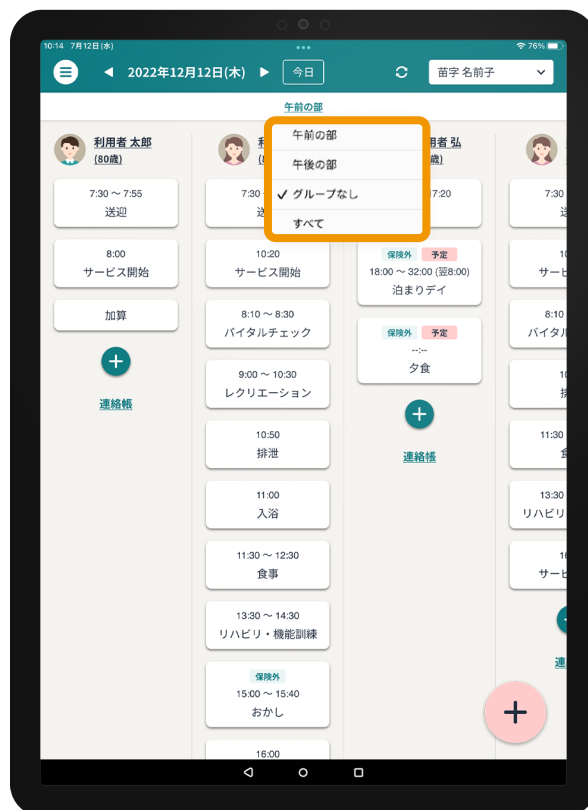 10:14 7月12日(水)
76%
2022年12月12日(木)
今日
苗字 名前子
午前の部
午前の部
午後の部
グループなし
すべて
利用者 太郎
(80歳)
7:30 ～ 7:55
送迎
8:00
サービス開始
加算
連絡帳
7:30
10:20
サービス開始
8:10 ～ 8:30
バイタルチェック
9:00 ～ 10:30
レクリエーション
10:50
排泄
11:00
入浴
11:30 ～ 12:30
食事
13:30 ～ 14:30
リハビリ・機能訓練
保険外
15:00 ～ 15:40
おかし
16:00
用者 弘
歳)
17:20
保険外 予定
18:00 ～ 32:00 (翌8:00)
泊まりデイ
保険外 予定
--:--
夕食
連絡帳
7:30
サービ
8:10
バイタル
11:30
13:30
リハビリ
サービ
連